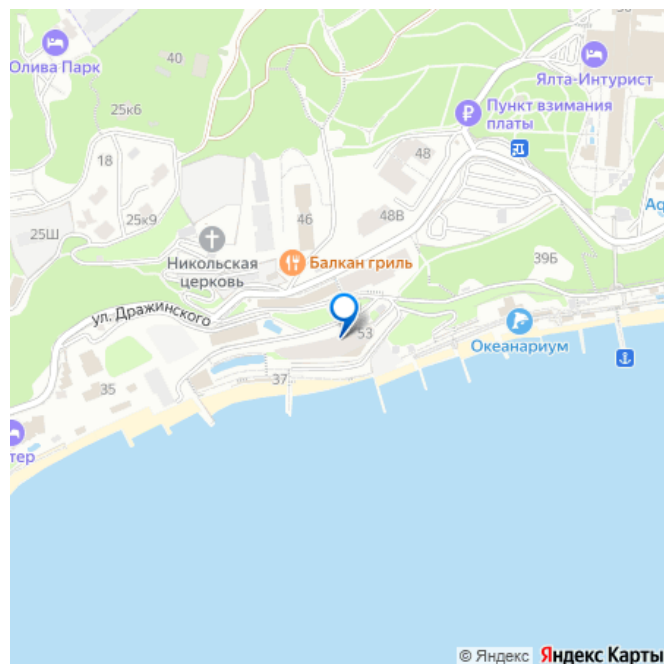 Олива Парк
40
Ялта-Интурист
25к6
Пункт взимания
платы
18
48
25к9
46
48В
25Ш
Никольская
церковь
Балкан гриль
39Б
ул. Дражинского
53
Океанариум
37
35
тер
© Яндекс
Яндекс Карты